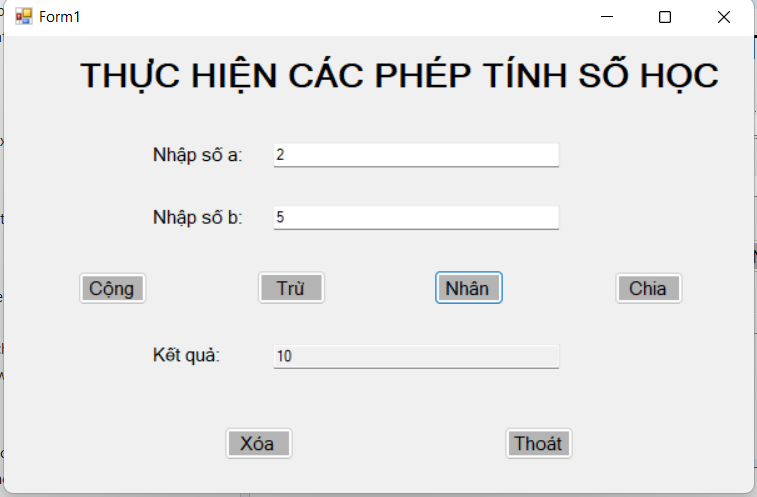 Form1
THỰC HIỆN CÁC PHÉP TÍNH SỐ HỌC
Nhập số a: 2
Nhập số b: 5
Cộng Trừ Nhân Chia
Kết quả: 10
Xóa Thoát